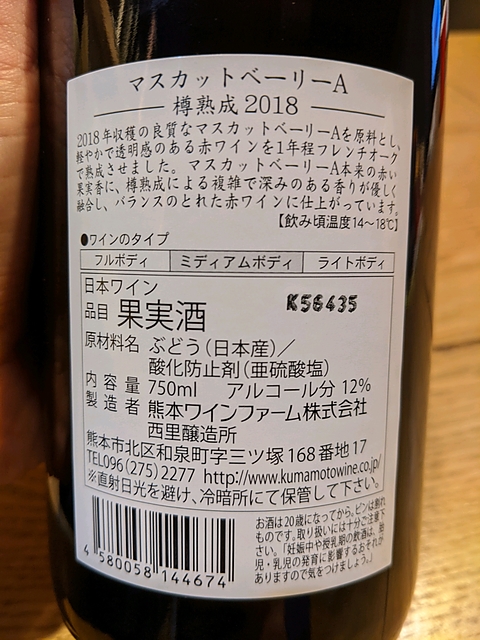 マスカットベーリーA
樽熟成 2018
2018年収穫の良質なマスカットベーリーAを原料とし、
軽やかで透明感のある赤ワインを1年程フレンチオーク
で熟成させました。マスカットベーリーA本来の赤い
果実香に、樽熟成による複雑で深みのある香りが優しく
融合し、バランスのとれた赤ワインに仕上がっています。
【飲み頃温度14〜18℃】
●ワインのタイプ
フルボディ ミディアムボディ ライトボディ
日本ワイン
K56435
品目 果実酒
原材料名 ぶどう(日本産)／
酸化防止剤(亜硫酸塩)
内容量 750ml アルコール分 12%
製造者 熊本ワインファーム株式会社
西里醸造所
熊本市北区和泉町字三ツ塚168番地17
TEL096(275)2277 http://www.kumamotowine.co.jp/
※直射日光を避け、冷暗所にて保管して下さい。
お酒は20歳になってから。ビンは割れ
ものです。取り扱いには十分ご注意下
さい。「妊娠中や授乳期の飲酒は、胎
児・乳児の発育に影響するおそれが
ありますので気をつけましょう。」
4 580058 144674